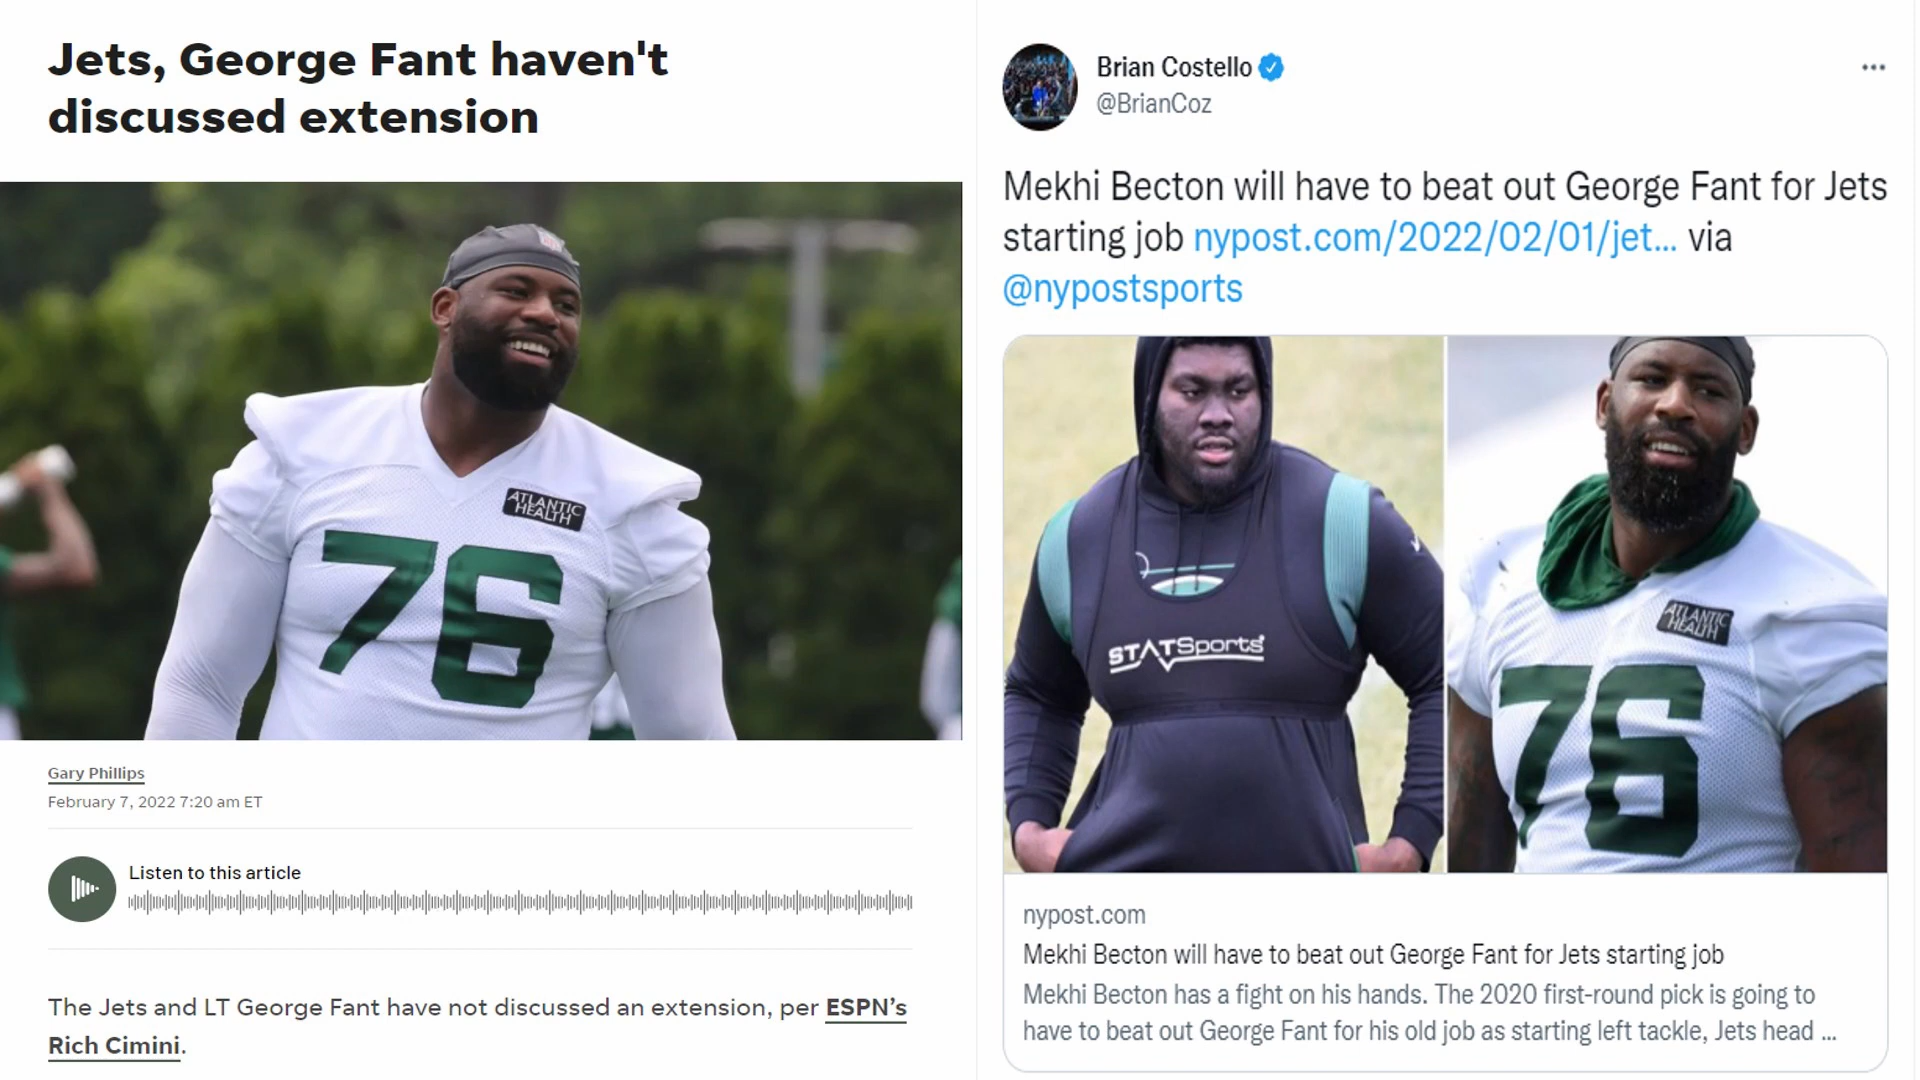 Jets, George Fant haven't
discussed extension
ATLANTIC
HEALTH
76
Gary Phillips
February 7, 2022 7:20 am ET
Listen to this article
The Jets and LT George Fant have not discussed an extension, per ESPN’s
Rich Cimini.
Brian Costello
@BrianCoz
Mekhi Becton will have to beat out George Fant for Jets
starting job nypost.com/2022/02/01/jet... via
@nypostsports
STATSports
ATLANTIC
HEALTH
76
nypost.com
Mekhi Becton will have to beat out George Fant for Jets starting job
Mekhi Becton has a fight on his hands. The 2020 first-round pick is going to
have to beat out George Fant for his old job as starting left tackle, Jets head ...